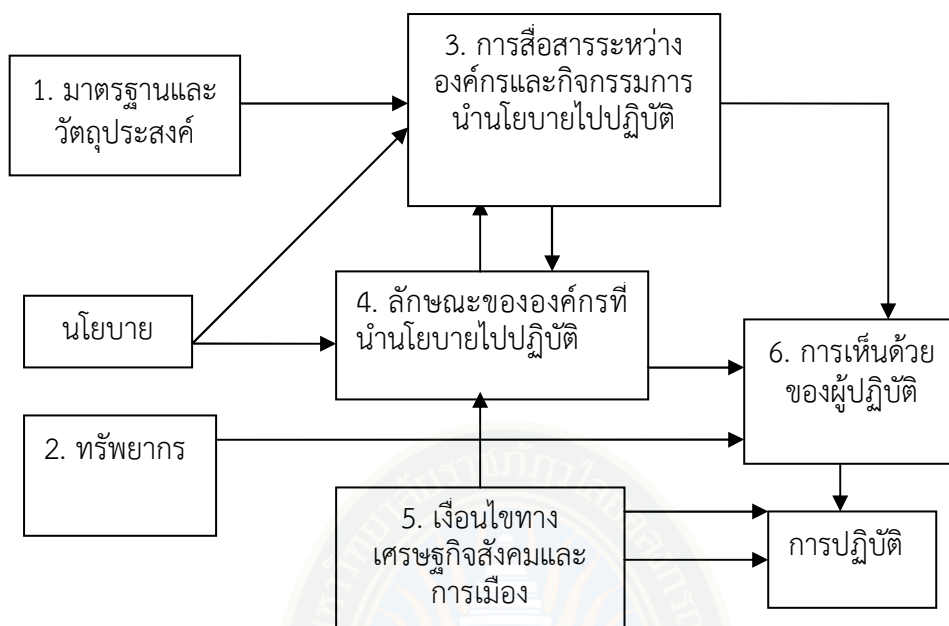 1. มาตรฐานและ
วัตถุประสงค์
3. การสื่อสารระหว่าง
องค์กรและกิจกรรมการ
นำนโยบายไปปฏิบัติ
นโยบาย
4. ลักษณะขององค์กรที่
นำนโยบายไปปฏิบัติ
6. การเห็นด้วย
ของผู้ปฏิบัติ
2. ทรัพยากร
5. เงื่อนไขทาง
เศรษฐกิจสังคมและ
การเมือง
การปฏิบัติ